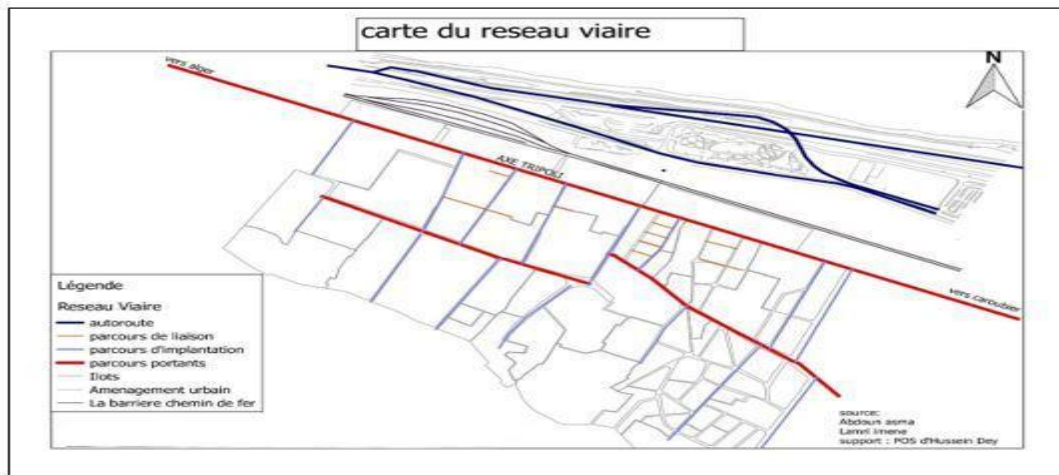 carte du reseau viaire
vers alger
N
AXE TRIPOLI
vers caroubier
Légende
Reseau Viaire
autoroute
parcours de liaison
parcours d'implantation
parcours portants
Ilots
Amenagement urbain
La barriere chemin de fer
source:
Abdoun asma
Lamri imene
support : POS d'Hussein Dey